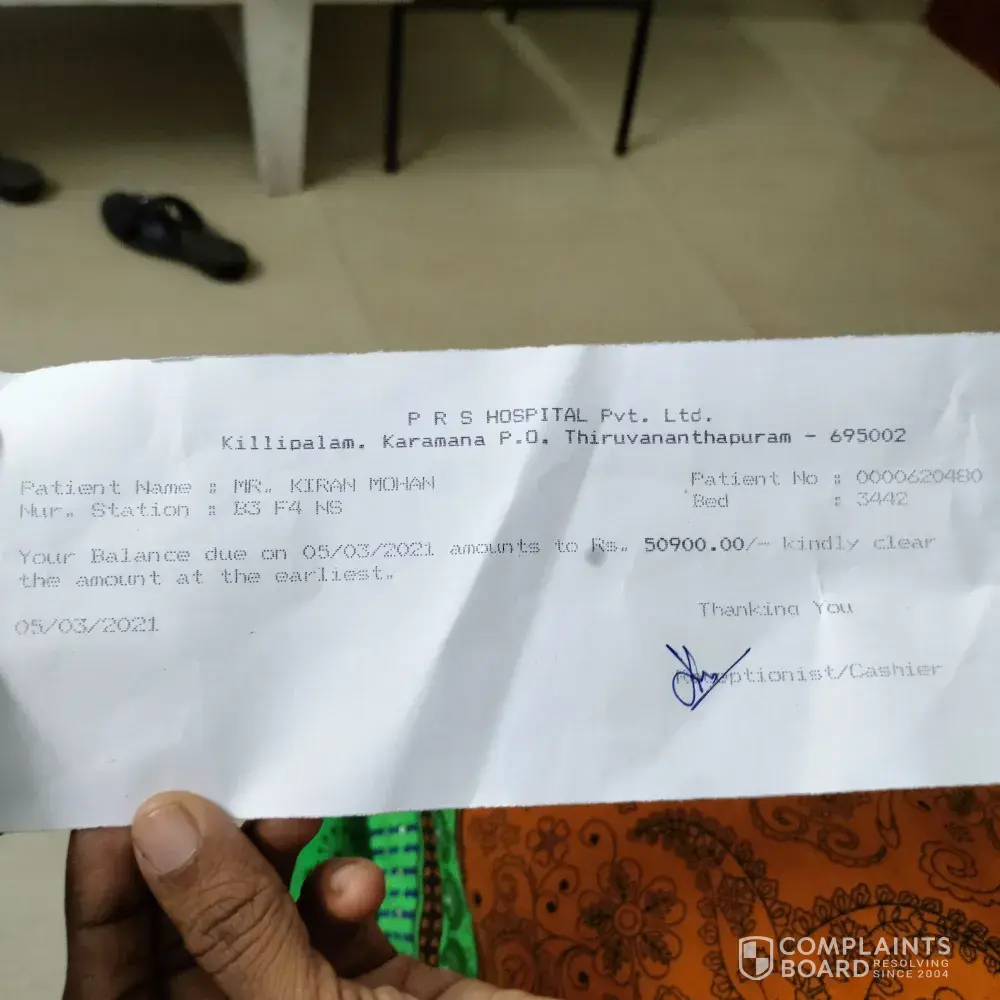 P R S HOSPITAL Pvt. Ltd.
Killipalam. Karamana P.O. Thiruvananthapuram - 695002
Patient Name : MR. KIRAN MOHAN Patient No : 0000620480
Nur. Station : B3 F4 NS Bed : 3442
Your Balance due on 05/03/2021 amounts to Rs. 50900.00/- kindly clear
the amount at the earliest.
Thanking You
05/03/2021
Receptionist/Cashier
COMPLAINTS
BOARD RESOLVING
SINCE 2004